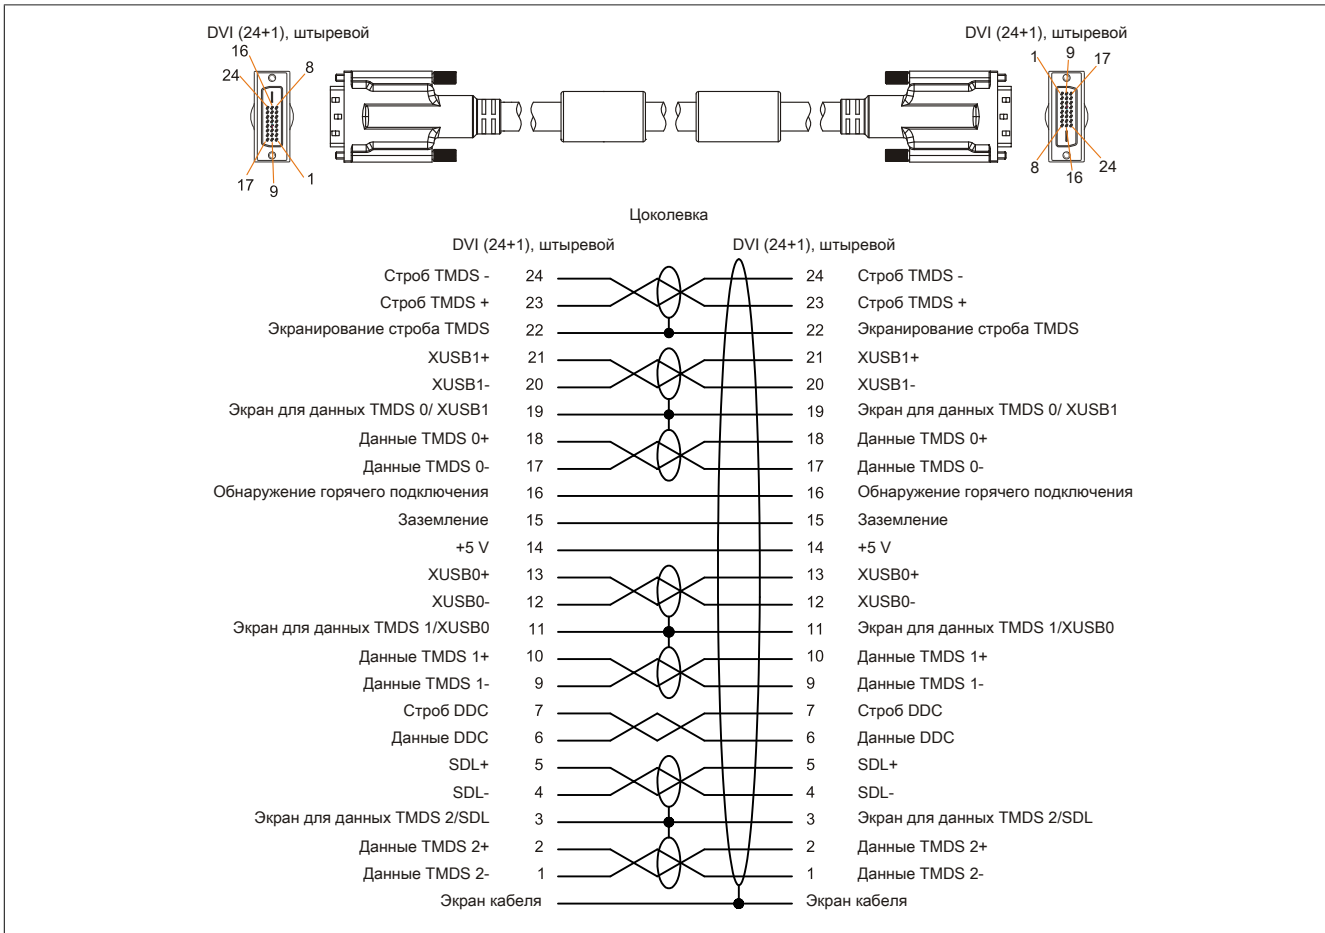 DVI (24+1), штыревой
DVI (24+1), штыревой
16
24
8
17
9
1
1
9
17
8
16
24
Цоколевка
DVI (24+1), штыревой
DVI (24+1), штыревой
Строб TMDS - 24 24 Строб TMDS -
Строб TMDS + 23 23 Строб TMDS +
Экранирование строба TMDS 22 22 Экранирование строба TMDS
XUSB1+ 21 21 XUSB1+
XUSB1- 20 20 XUSB1-
Экран для данных TMDS 0/ XUSB1 19 19 Экран для данных TMDS 0/ XUSB1
Данные TMDS 0+ 18 18 Данные TMDS 0+
Данные TMDS 0- 17 17 Данные TMDS 0-
Обнаружение горячего подключения 16 16 Обнаружение горячего подключения
Заземление 15 15 Заземление
+5 V 14 14 +5 V
XUSB0+ 13 13 XUSB0+
XUSB0- 12 12 XUSB0-
Экран для данных TMDS 1/XUSB0 11 11 Экран для данных TMDS 1/XUSB0
Данные TMDS 1+ 10 10 Данные TMDS 1+
Данные TMDS 1- 9 9 Данные TMDS 1-
Строб DDC 7 7 Строб DDC
Данные DDC 6 6 Данные DDC
SDL+ 5 5 SDL+
SDL- 4 4 SDL-
Экран для данных TMDS 2/SDL 3 3 Экран для данных TMDS 2/SDL
Данные TMDS 2+ 2 2 Данные TMDS 2+
Данные TMDS 2- 1 1 Данные TMDS 2-
Экран кабеля Экран кабеля